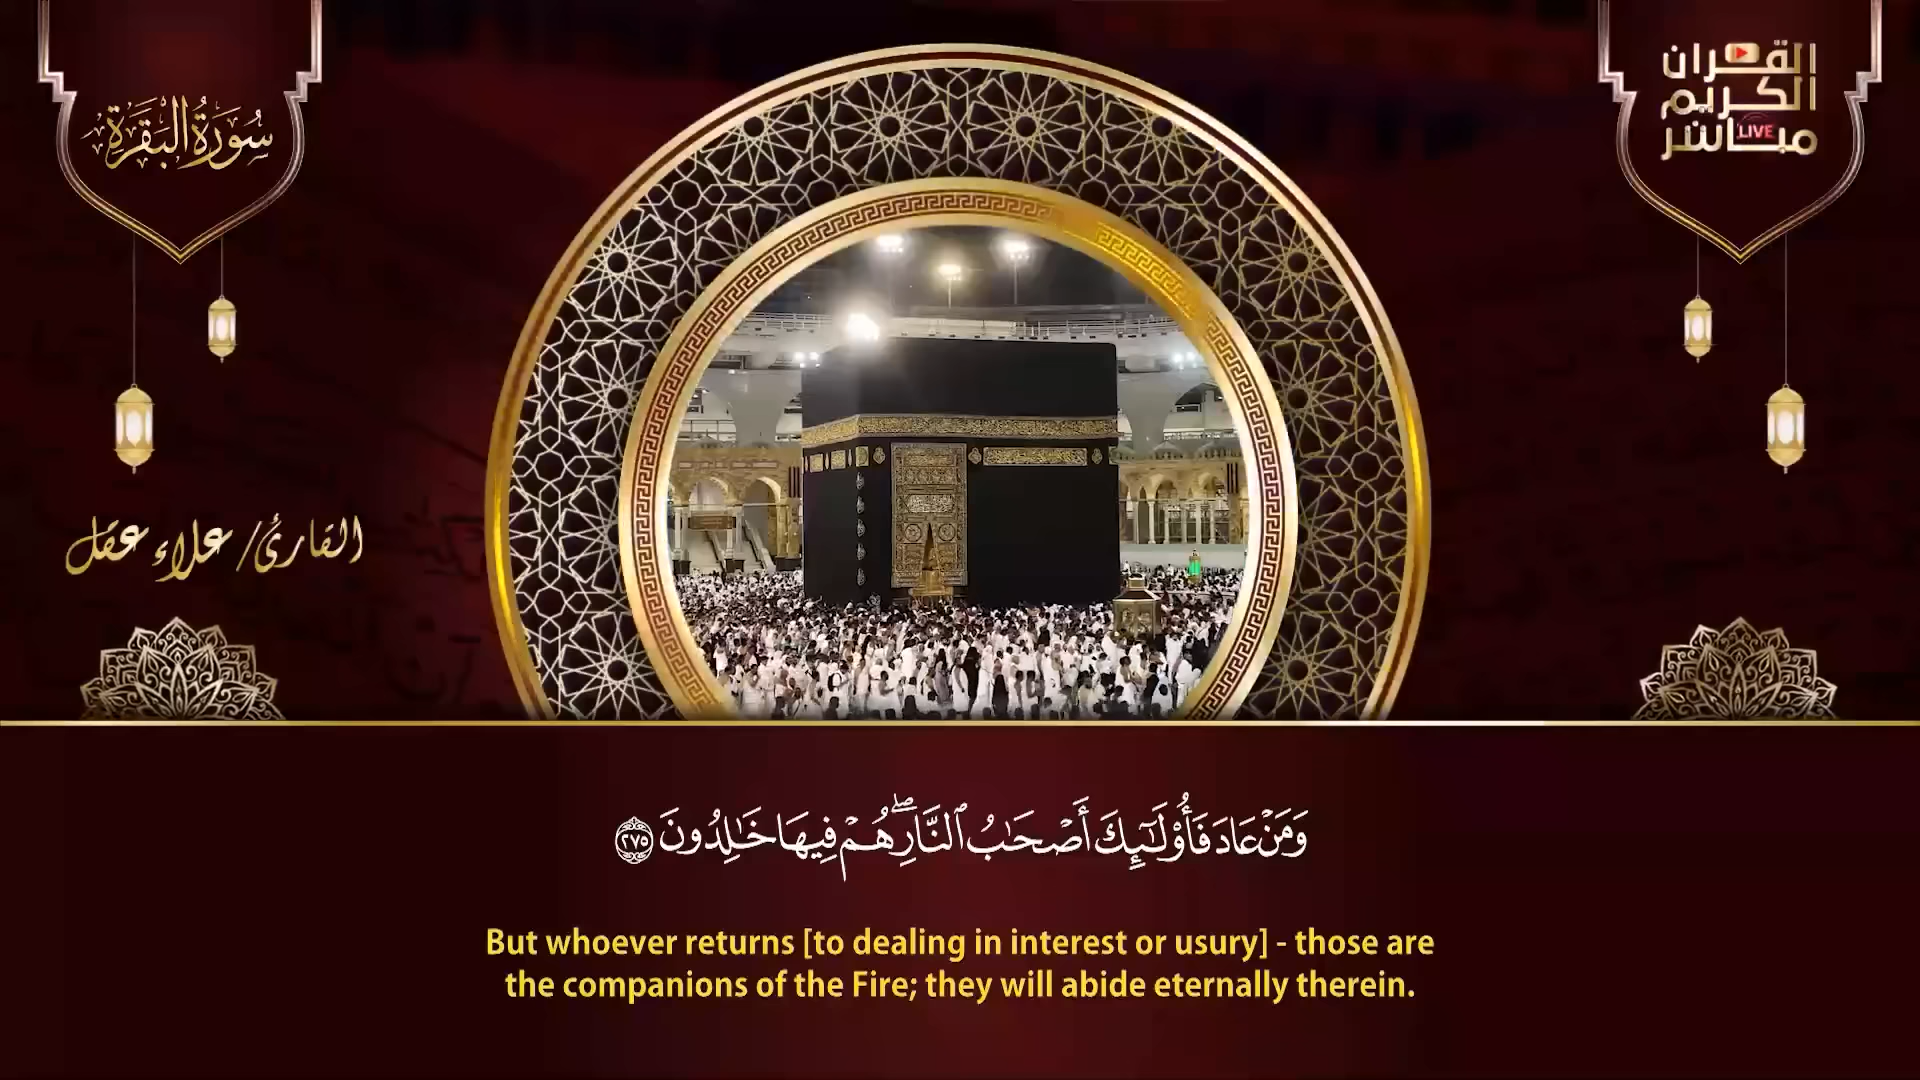 سُورَةُ البَقَرَةِ
القران
الكريم
مباشر
LIVE
القارئ/ علاء عقل
وَمَنْ عَادَ فَأُو۟لَـٰٓئِكَ أَصْحَـٰبُ ٱلنَّارِ ۖ هُمْ فِيهَا خَـٰلِدُونَ ٢٧٥
But whoever returns [to dealing in interest or usury] - those are
the companions of the Fire; they will abide eternally therein.